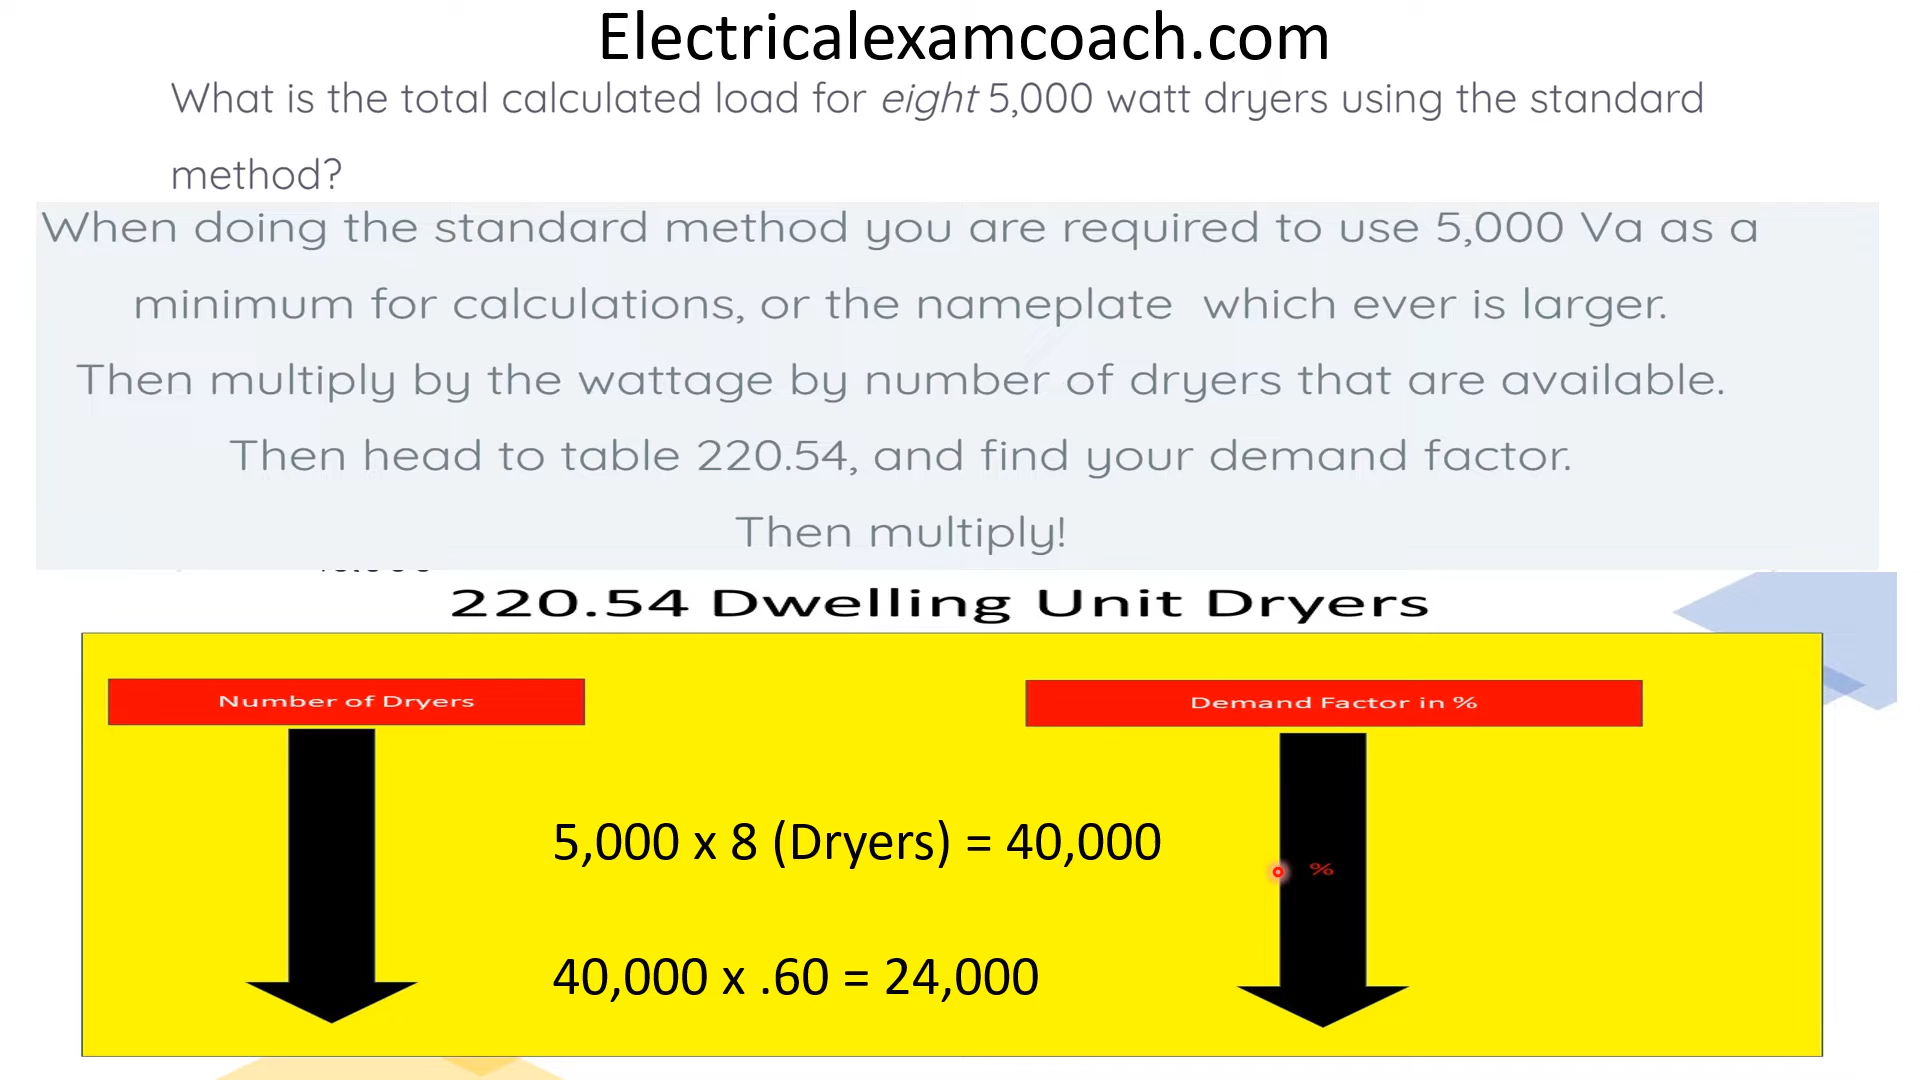 Electricalexamcoach.com
What is the total calculated load for eight 5,000 watt dryers using the standard
method?
When doing the standard method you are required to use 5,000 Va as a
minimum for calculations, or the nameplate which ever is larger.
Then multiply by the wattage by number of dryers that are available.
Then head to table 220.54, and find your demand factor.
Then multiply!
220.54 Dwelling Unit Dryers
Number of Dryers
Demand Factor in %
5,000 x 8 (Dryers) = 40,000
%
40,000 x .60 = 24,000